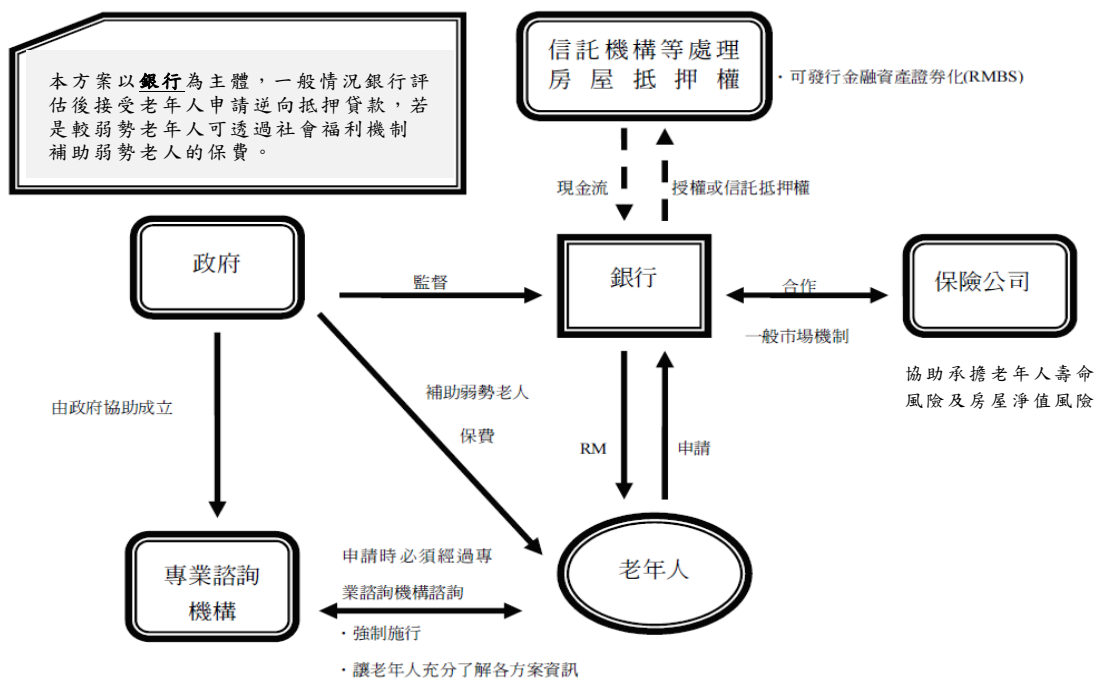 本方案以銀行為主體，一般情況銀行評
估後接受老年人申請逆向抵押貸款，若
是較弱勢老年人可透過社會福利機制
補助弱勢老人的保費。
信託機構等處理
房屋抵押權
・可發行金融資產證券化(RMBS)
現金流
授權或信託抵押權
政府
監督
銀行
合作
一般市場機制
保險公司
協助承擔老年人壽命
風險及房屋淨值風險
由政府協助成立
補助弱勢老人
保費
RM
申請
專業諮詢
機構
申請時必須經過專
業諮詢機構諮詢
・強制施行
・讓老年人充分了解各方案資訊
老年人